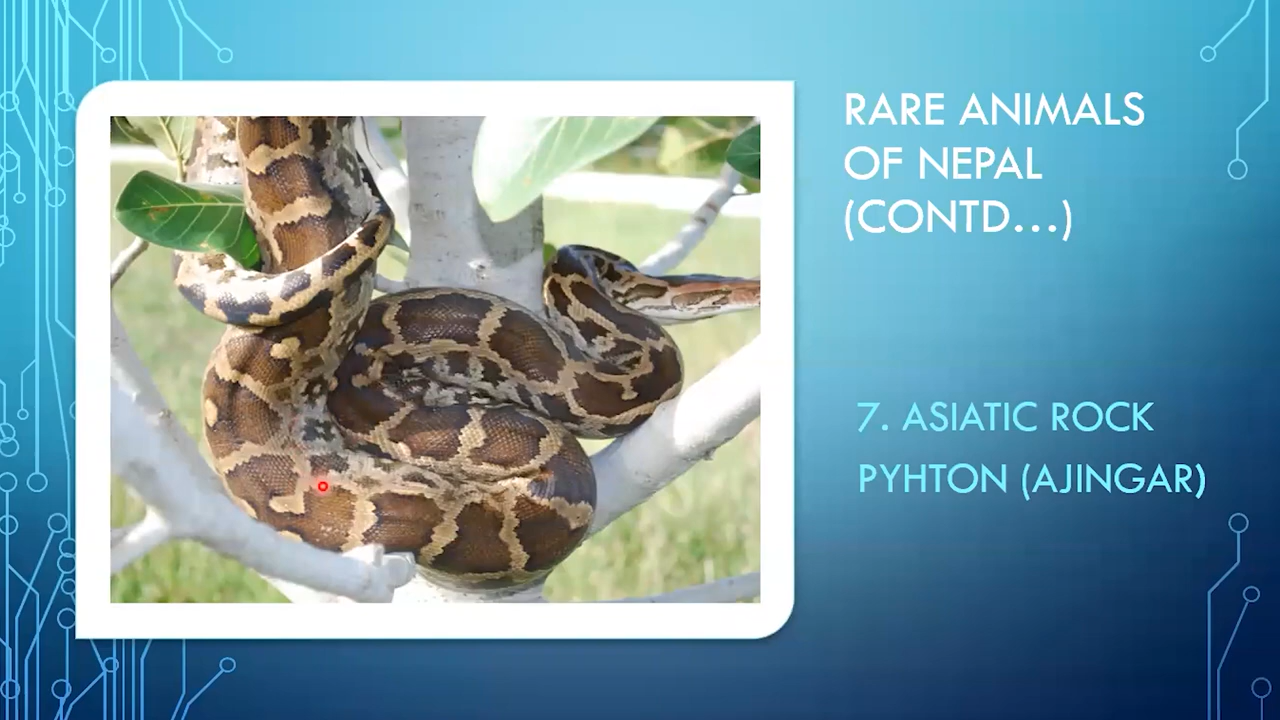 RARE ANIMALS
OF NEPAL
(CONTD...)
7. ASIATIC ROCK
PYHTON (AJINGAR)